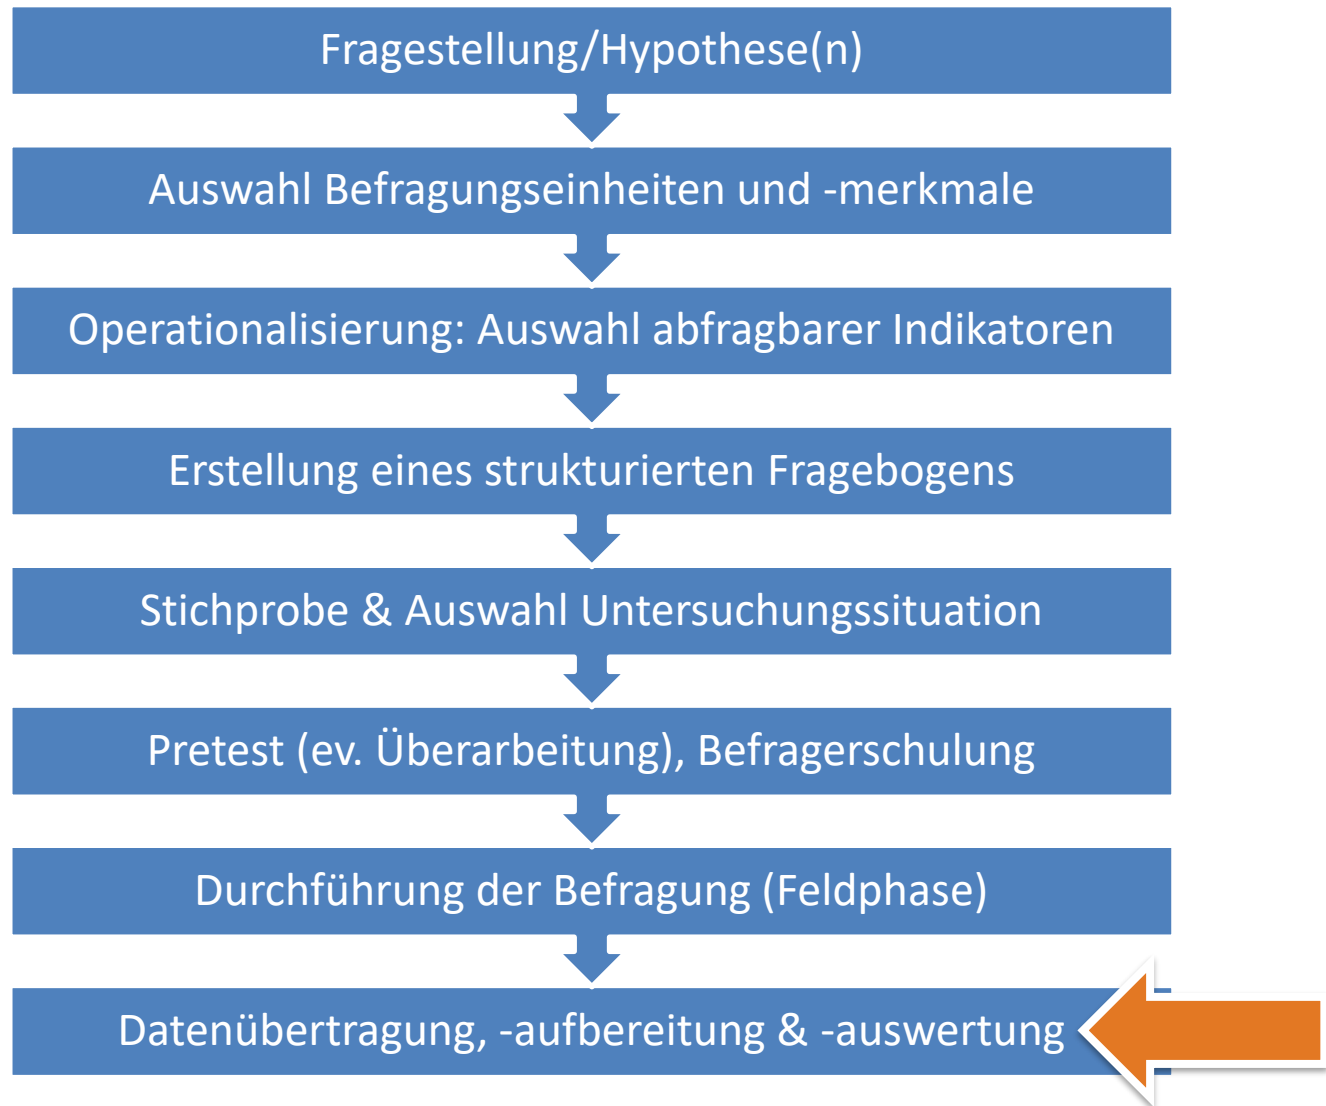 Fragestellung/Hypothese(n)
Auswahl Befragungseinheiten und -merkmale
Operationalisierung: Auswahl abfragbarer Indikatoren
Erstellung eines strukturierten Fragebogens
Stichprobe & Auswahl Untersuchungssituation
Pretest (ev. Überarbeitung), Befragerschulung
Durchführung der Befragung (Feldphase)
Datenübertragung, -aufbereitung & -auswertung